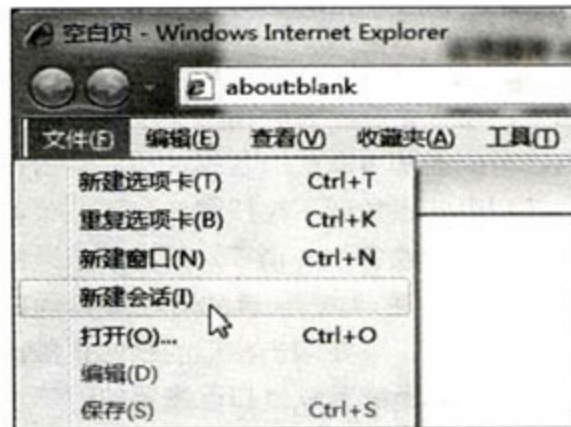 空白页 - Windows Internet Explorer
about:blank
文件(F) 编辑(E) 查看(V) 收藏夹(A) 工具(T)
新建选项卡(T) Ctrl+T
重复选项卡(B) Ctrl+K
新建窗口(N) Ctrl+N
新建会话(I)
打开(O)... Ctrl+O
编辑(D)
保存(S) Ctrl+S